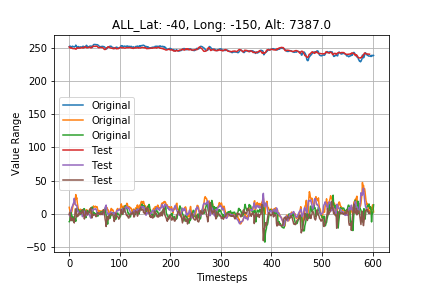 ALL_Lat: -40, Long: -150, Alt: 7387.0
250
200
150
100
50
0
−50
Value Range
Original
Original
Original
Test
Test
Test
0 100 200 300 400 500 600
Timesteps